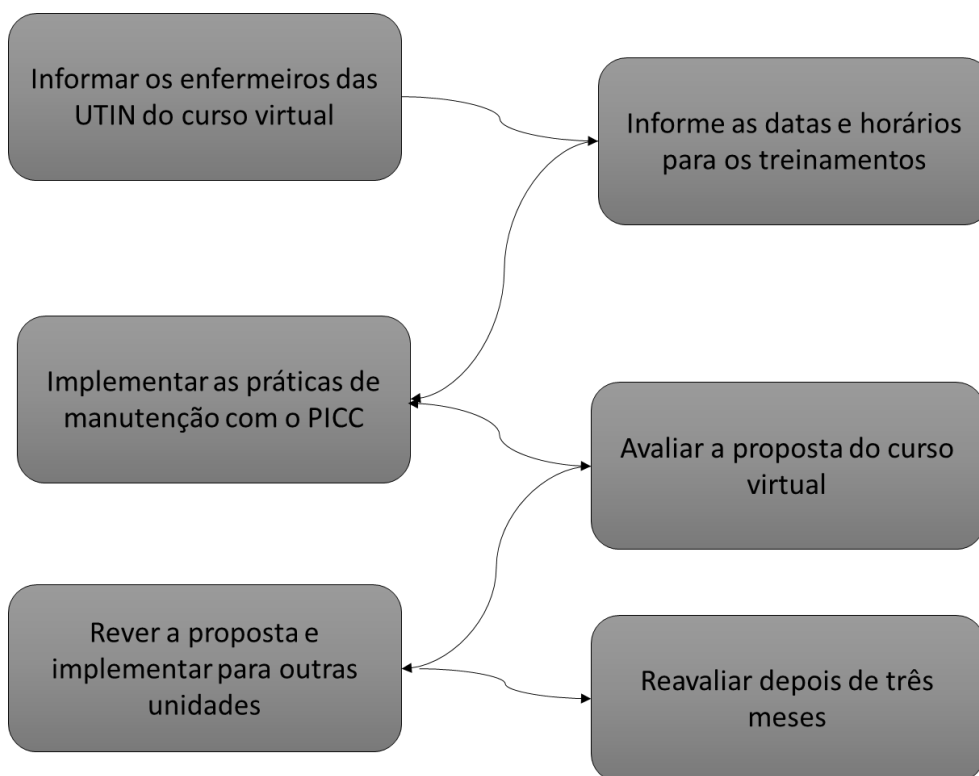 Informar os enfermeiros das
UTIN do curso virtual
Informe as datas e horários
para os treinamentos
Implementar as práticas de
manutenção com o PICC
Avaliar a proposta do curso
virtual
Rever a proposta e
implementar para outras
unidades
Reavaliar depois de três
meses